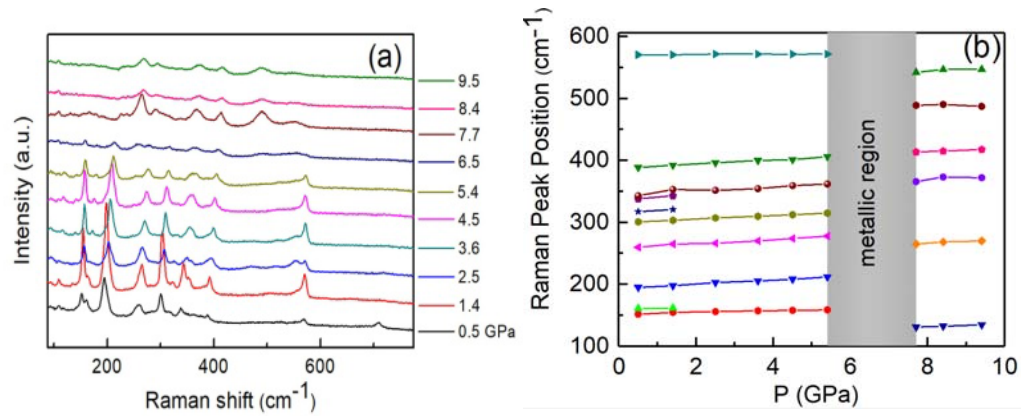 (a)
Intensity (a.u.)
9.5
8.4
7.7
6.5
5.4
4.5
3.6
2.5
1.4
0.5 GPa
200 400 600
Raman shift (cm⁻¹)
(b)
Raman Peak Position (cm⁻¹)
600
500
400
300
200
100
metallic region
0 2 4 6 8 10
P (GPa)